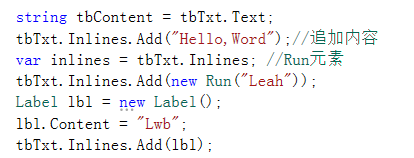 string tbContent = tbTxt.Text;
tbTxt.Inlines.Add("Hello,Word");//追加内容
var inlines = tbTxt.Inlines; //Run元素
tbTxt.Inlines.Add(new Run("Leah"));
Label lbl = new Label();
lbl.Content = "Lwb";
tbTxt.Inlines.Add(lbl);